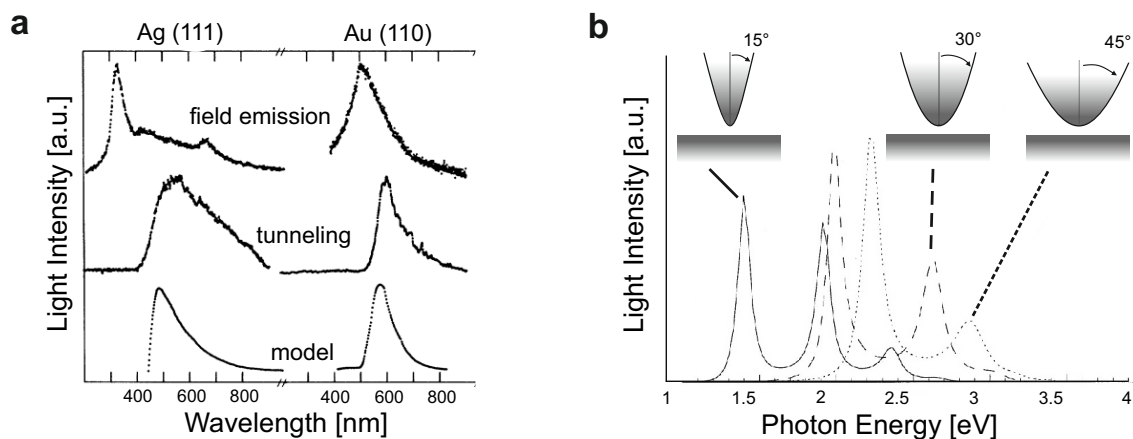 a
Ag (111)
Au (110)
Light Intensity [a.u.]
field emission
tunneling
model
400
600
800
400
600
800
Wavelength [nm]
b
15°
30°
45°
Light Intensity [a.u.]
1
1.5
2
2.5
3
3.5
4
Photon Energy [eV]